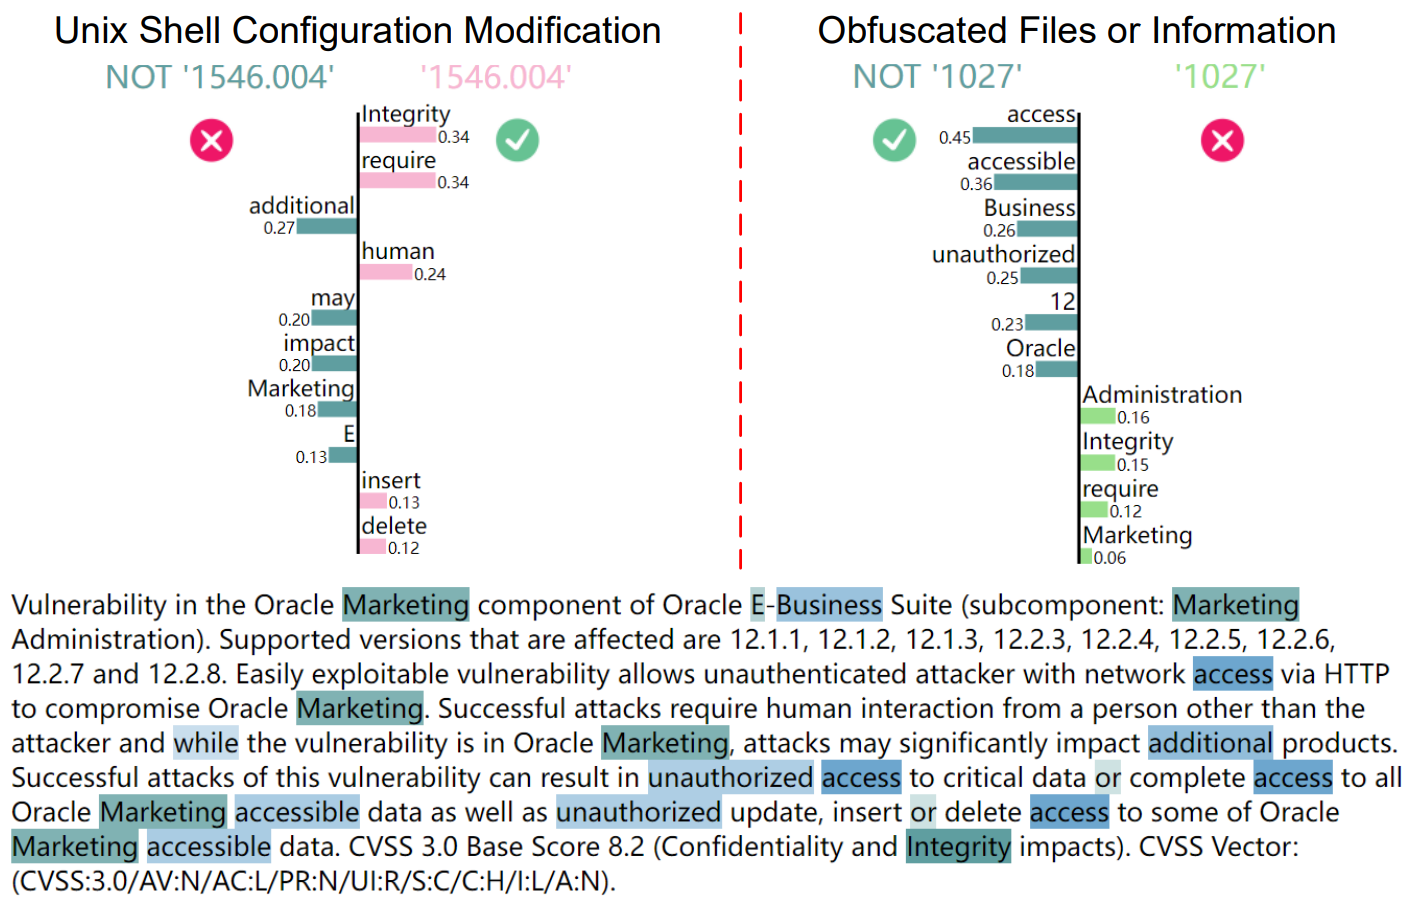 Unix Shell Configuration Modification
NOT '1546.004'
'1546.004'
Integrity
0.34
require
0.34
additional
0.27
human
0.24
may
0.20
impact
0.20
Marketing
0.18
E
0.13
insert
0.13
delete
0.12
Obfuscated Files or Information
NOT '1027'
'1027'
access
0.45
accessible
0.36
Business
0.26
unauthorized
0.25
12
0.23
Oracle
0.18
Administration
0.16
Integrity
0.15
require
0.12
Marketing
0.06
Vulnerability in the Oracle Marketing component of Oracle E-Business Suite (subcomponent: Marketing
Administration). Supported versions that are affected are 12.1.1, 12.1.2, 12.1.3, 12.2.3, 12.2.4, 12.2.5, 12.2.6,
12.2.7 and 12.2.8. Easily exploitable vulnerability allows unauthenticated attacker with network access via HTTP
to compromise Oracle Marketing. Successful attacks require human interaction from a person other than the
attacker and while the vulnerability is in Oracle Marketing, attacks may significantly impact additional products.
Successful attacks of this vulnerability can result in unauthorized access to critical data or complete access to all
Oracle Marketing accessible data as well as unauthorized update, insert or delete access to some of Oracle
Marketing accessible data. CVSS 3.0 Base Score 8.2 (Confidentiality and Integrity impacts). CVSS Vector:
(CVSS:3.0/AV:N/AC:L/PR:N/UI:R/S:C/C:H/I:L/A:N).